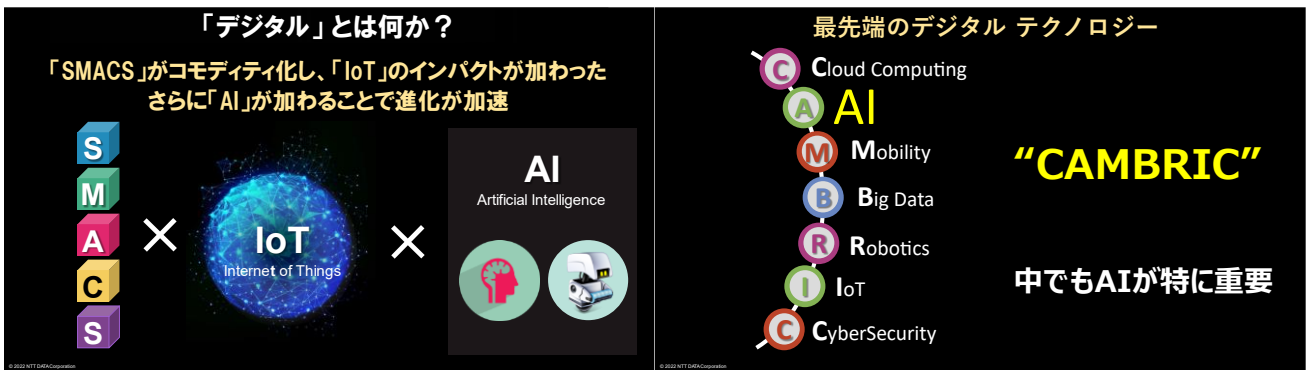 「デジタル」とは何か？
「SMACS」がコモディティ化し、「IoT」のインパクトが加わった
さらに「AI」が加わることで進化が加速
S
M
A
C
S
×
IoT
Internet of Things
×
AI
Artificial Intelligence
© 2022 NTT DATA Corporation
最先端のデジタル テクノロジー
C Cloud Computing
A AI
M Mobility
B Big Data
R Robotics
I IoT
C CyberSecurity
“CAMBRIC”
中でもAIが特に重要
© 2022 NTT DATA Corporation